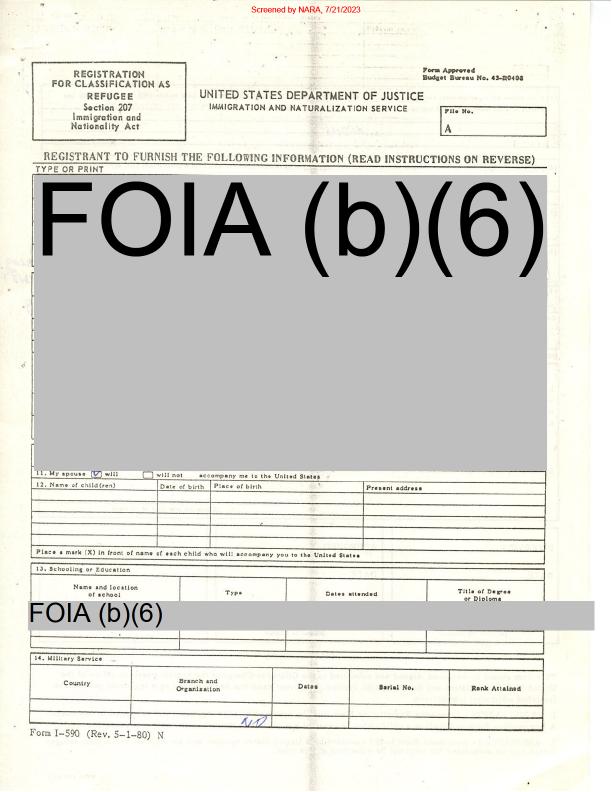 Screened by NARA, 7/21/2023
REGISTRATION
FOR CLASSIFICATION AS
REFUGEE
Section 207
Immigration and
Nationality Act
UNITED STATES DEPARTMENT OF JUSTICE
IMMIGRATION AND NATURALIZATION SERVICE
Form Approved
Budget Bureau No. 43-R0498
File No.
A
REGISTRANT TO FURNISH THE FOLLOWING INFORMATION (READ INSTRUCTIONS ON REVERSE)
TYPE OR PRINT
FOIA (b)(6)
11. My spouse will will not accompany me to the United States
12. Name of child(ren) Date of birth Place of birth Present address
Place a mark (X) in front of name of each child who will accompany you to the United States
13. Schooling or Education
Name and location
of school
Type
Dates attended
Title of Degree
or Diploma
FOIA (b)(6)
14. Military Service
Country
Branch and
Organization
Dates
Serial No.
Rank Attained
Form I-590 (Rev. 5-1-80) N